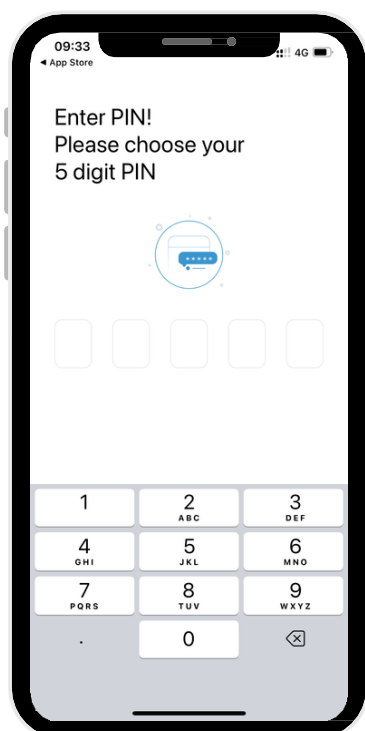 09:33
4G
◀ App Store
Enter PIN!
Please choose your
5 digit PIN
1 2 3
ABC DEF
4 5 6
GHI JKL MNO
7 8 9
PQRS TUV WXYZ
. 0